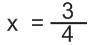 x = 3/4